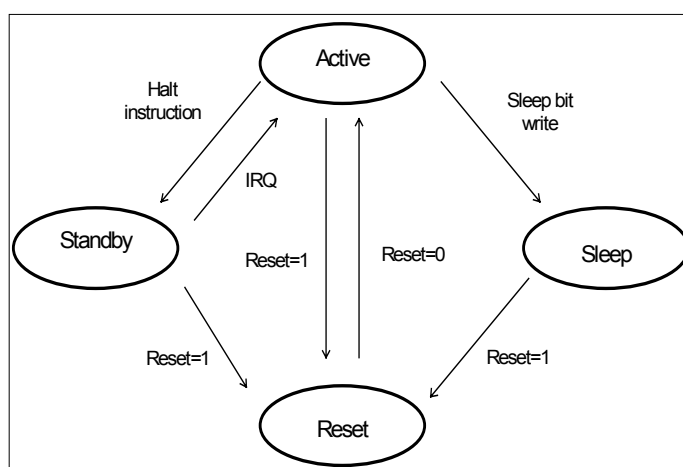 Active
Halt
instruction
Sleep bit
write
IRQ
Standby
Reset=1
Reset=0
Sleep
Reset=1
Reset=1
Reset